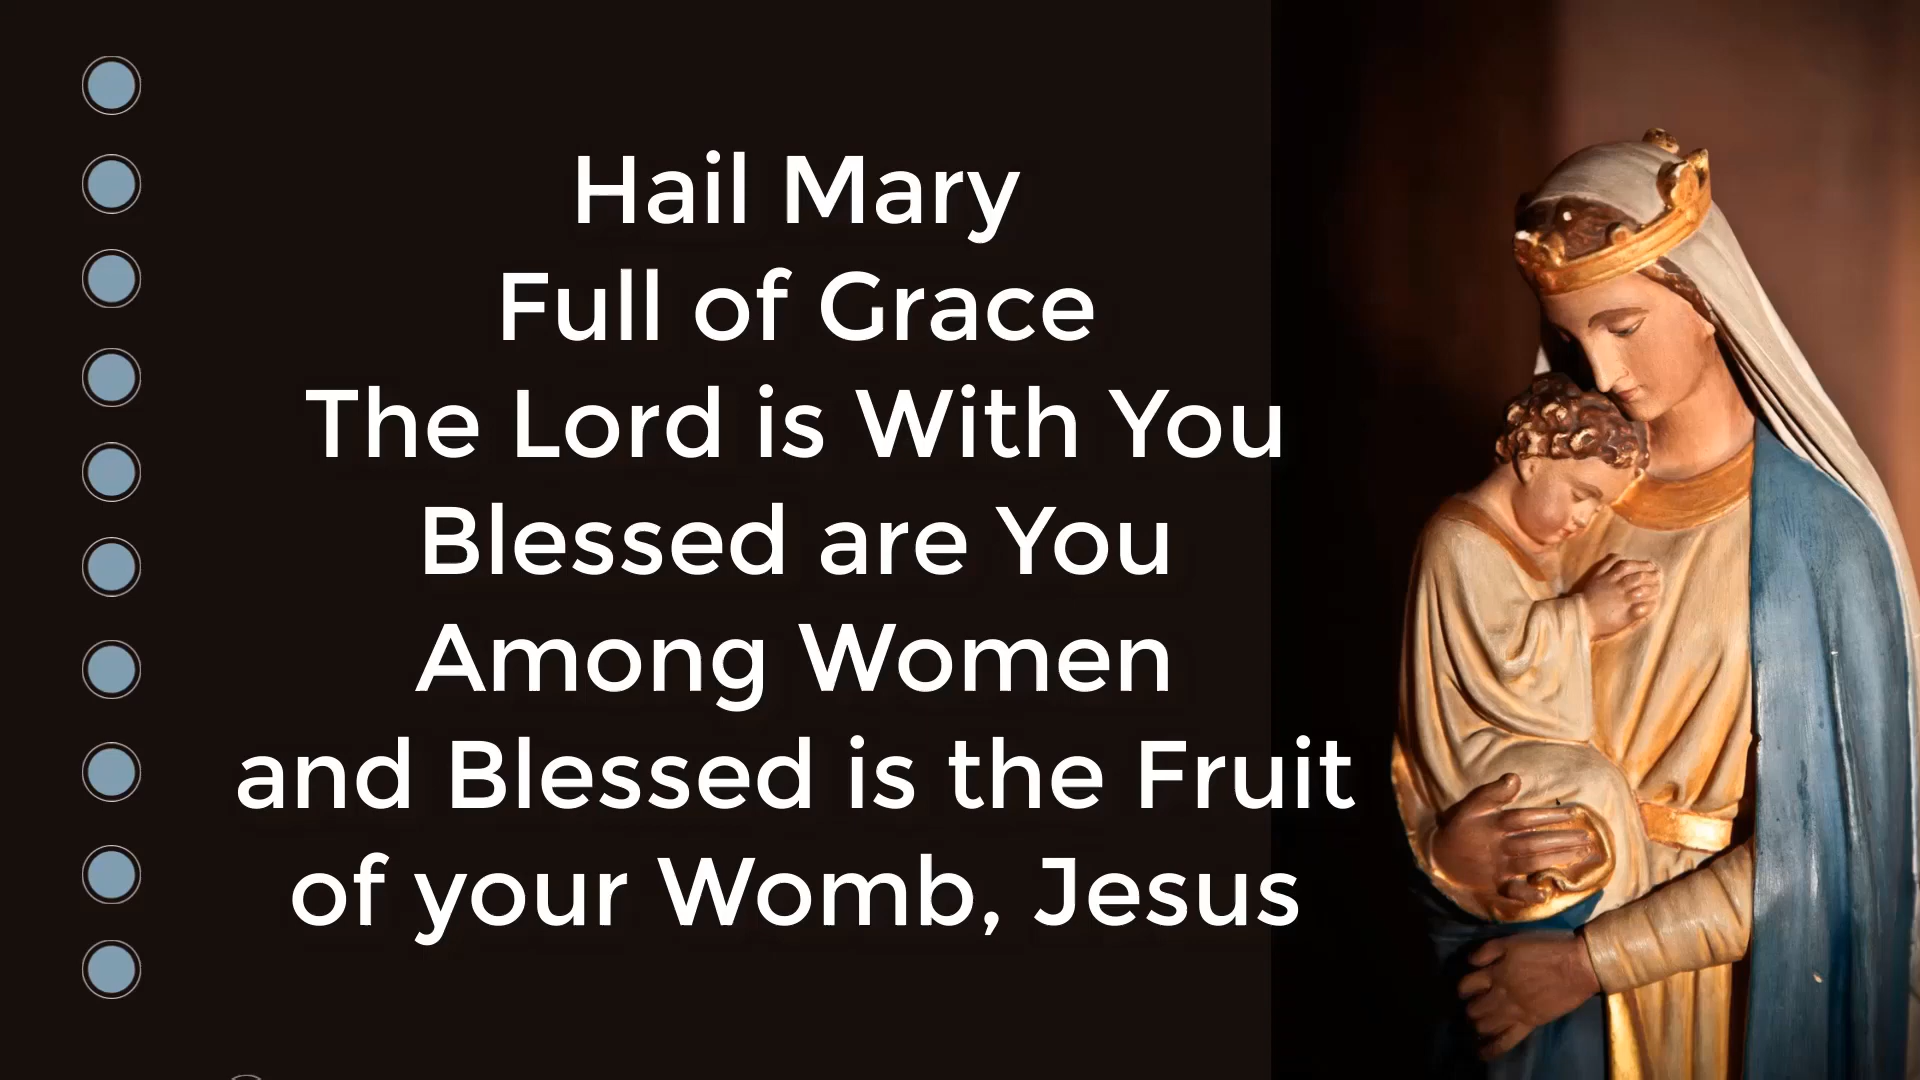 Hail Mary
Full of Grace
The Lord is With You
Blessed are You
Among Women
and Blessed is the Fruit
of your Womb, Jesus